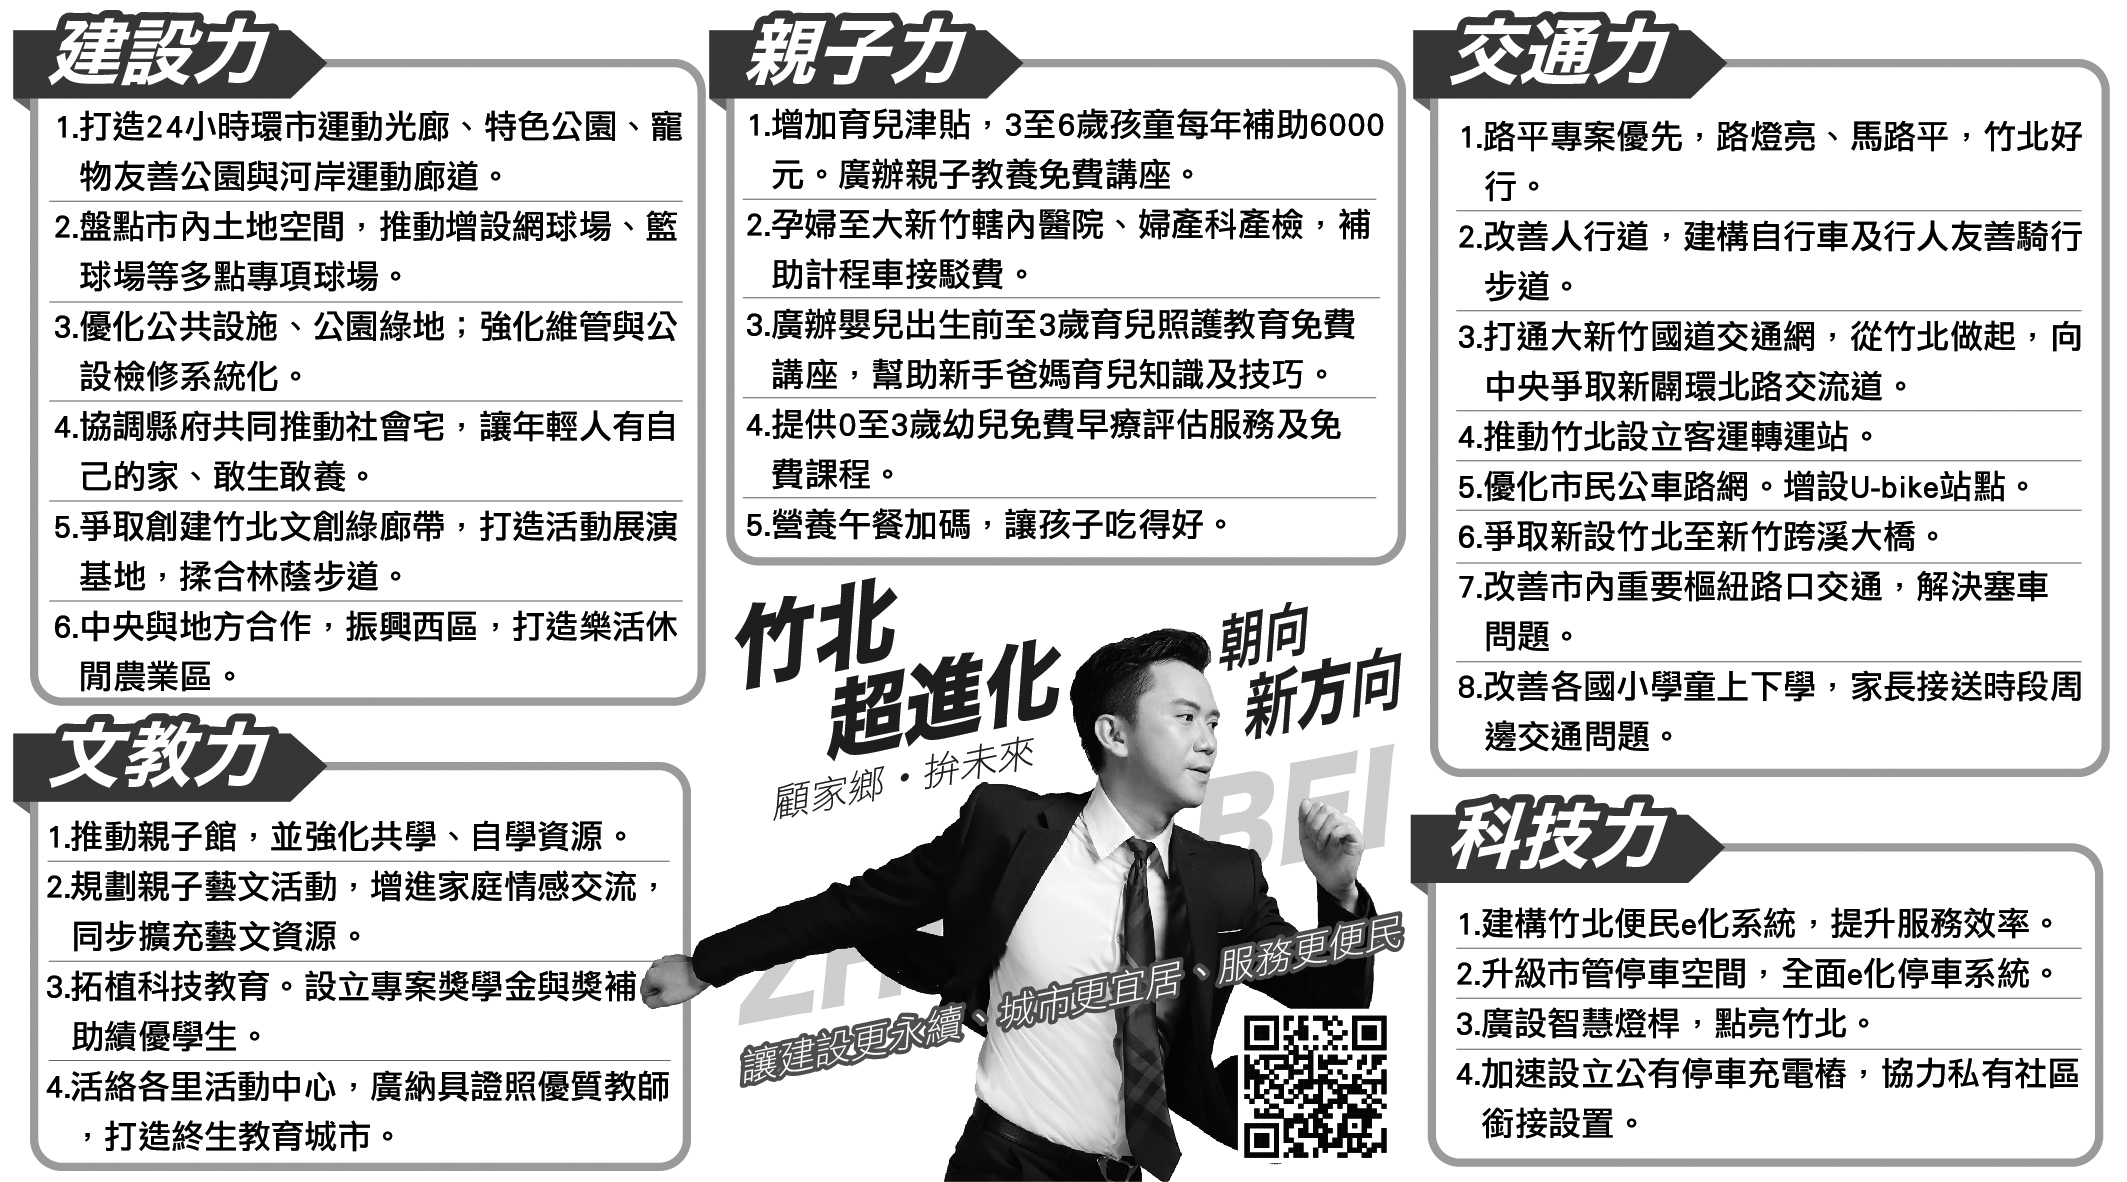 建設力
1.打造24小時環市運動光廊、特色公園、寵
物友善公園與河岸運動廊道。
2.盤點市內土地空間，推動增設網球場、籃
球場等多點專項球場。
3.優化公共設施、公園綠地；強化維管與公
設檢修系統化。
4.協調縣府共同推動社會宅，讓年輕人有自
己的家、敢生敢養。
5.爭取創建竹北文創綠廊帶，打造活動展演
基地，揉合林蔭步道。
6.中央與地方合作，振興西區，打造樂活休
閒農業區。
文教力
1.推動親子館，並強化共學、自學資源。
2.規劃親子藝文活動，增進家庭情感交流，
同步擴充藝文資源。
3.拓植科技教育。設立專案獎學金與獎補
助績優學生。
4.活絡各里活動中心，廣納具證照優質教師
，打造終生教育城市。
親子力
1.增加育兒津貼，3至6歲孩童每年補助6000
元。廣辦親子教養免費講座。
2.孕婦至大新竹轄內醫院、婦產科產檢，補
助計程車接駁費。
3.廣辦嬰兒出生前至3歲育兒照護教育免費
講座，幫助新手爸媽育兒知識及技巧。
4.提供0至3歲幼兒免費早療評估服務及免
費課程。
5.營養午餐加碼，讓孩子吃得好。
竹北
超進化
顧家鄉·拚未來
朝向
新方向
ZH
BEI
讓建設更永續、城市更宜居、服務更便民
交通力
1.路平專案優先，路燈亮、馬路平，竹北好
行。
2.改善人行道，建構自行車及行人友善騎行
步道。
3.打通大新竹國道交通網，從竹北做起，向
中央爭取新闢環北路交流道。
4.推動竹北設立客運轉運站。
5.優化市民公車路網。增設U-bike站點。
6.爭取新設竹北至新竹跨溪大橋。
7.改善市內重要樞紐路口交通，解決塞車
問題。
8.改善各國小學童上下學，家長接送時段周
邊交通問題。
科技力
1.建構竹北便民e化系統，提升服務效率。
2.升級市管停車空間，全面e化停車系統。
3.廣設智慧燈桿，點亮竹北。
4.加速設立公有停車充電樁，協力私有社區
銜接設置。